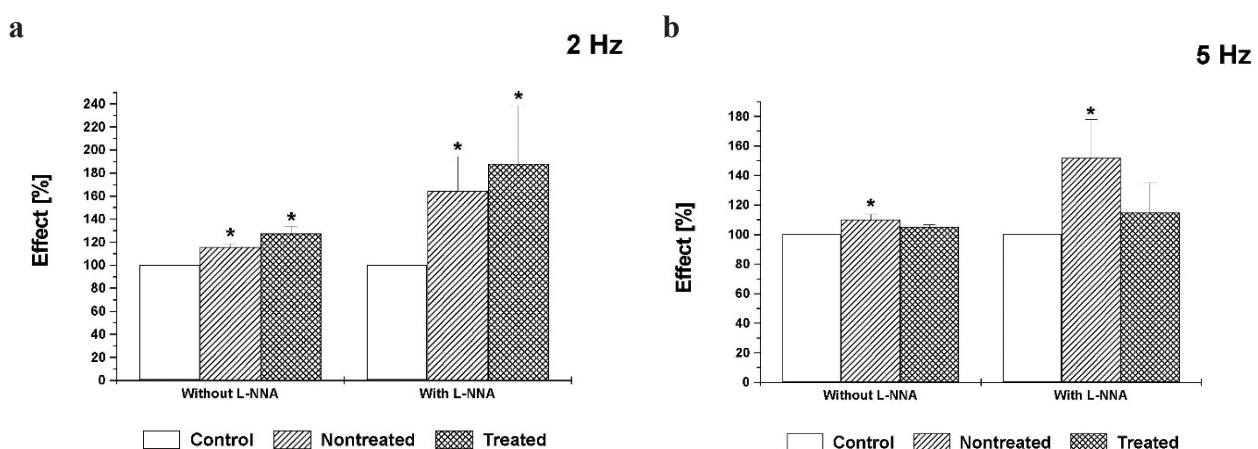 a
2 Hz
Effect [%]
240
220
200
180
160
140
120
100
80
60
40
20
0
*
*
*
*
Without L-NNA
With L-NNA
Control
Nontreated
Treated
b
5 Hz
Effect [%]
180
160
140
120
100
80
60
40
20
0
*
*
Without L-NNA
With L-NNA
Control
Nontreated
Treated